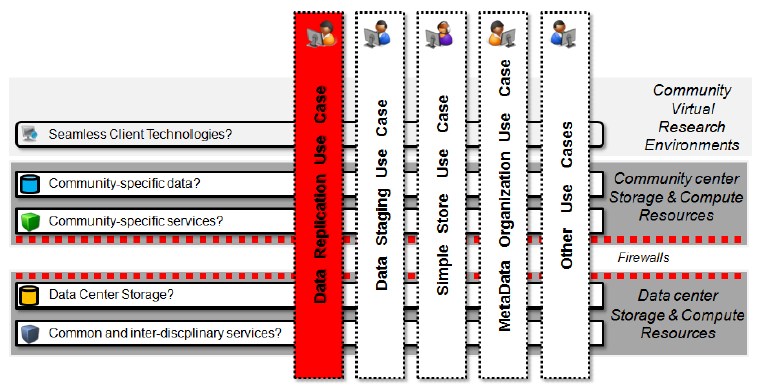 Data Replication Use Case
Data Staging Use Case
Simple Store Use Case
MetaData Organization Use Case
Other Use Cases
Community
Virtual
Research
Environments
Seamless Client Technologies?
Community-specific data?
Community-specific services?
Community center
Storage & Compute
Resources
Firewalls
Data Center Storage?
Common and inter-discplinary services?
Data center
Storage & Compute
Resources